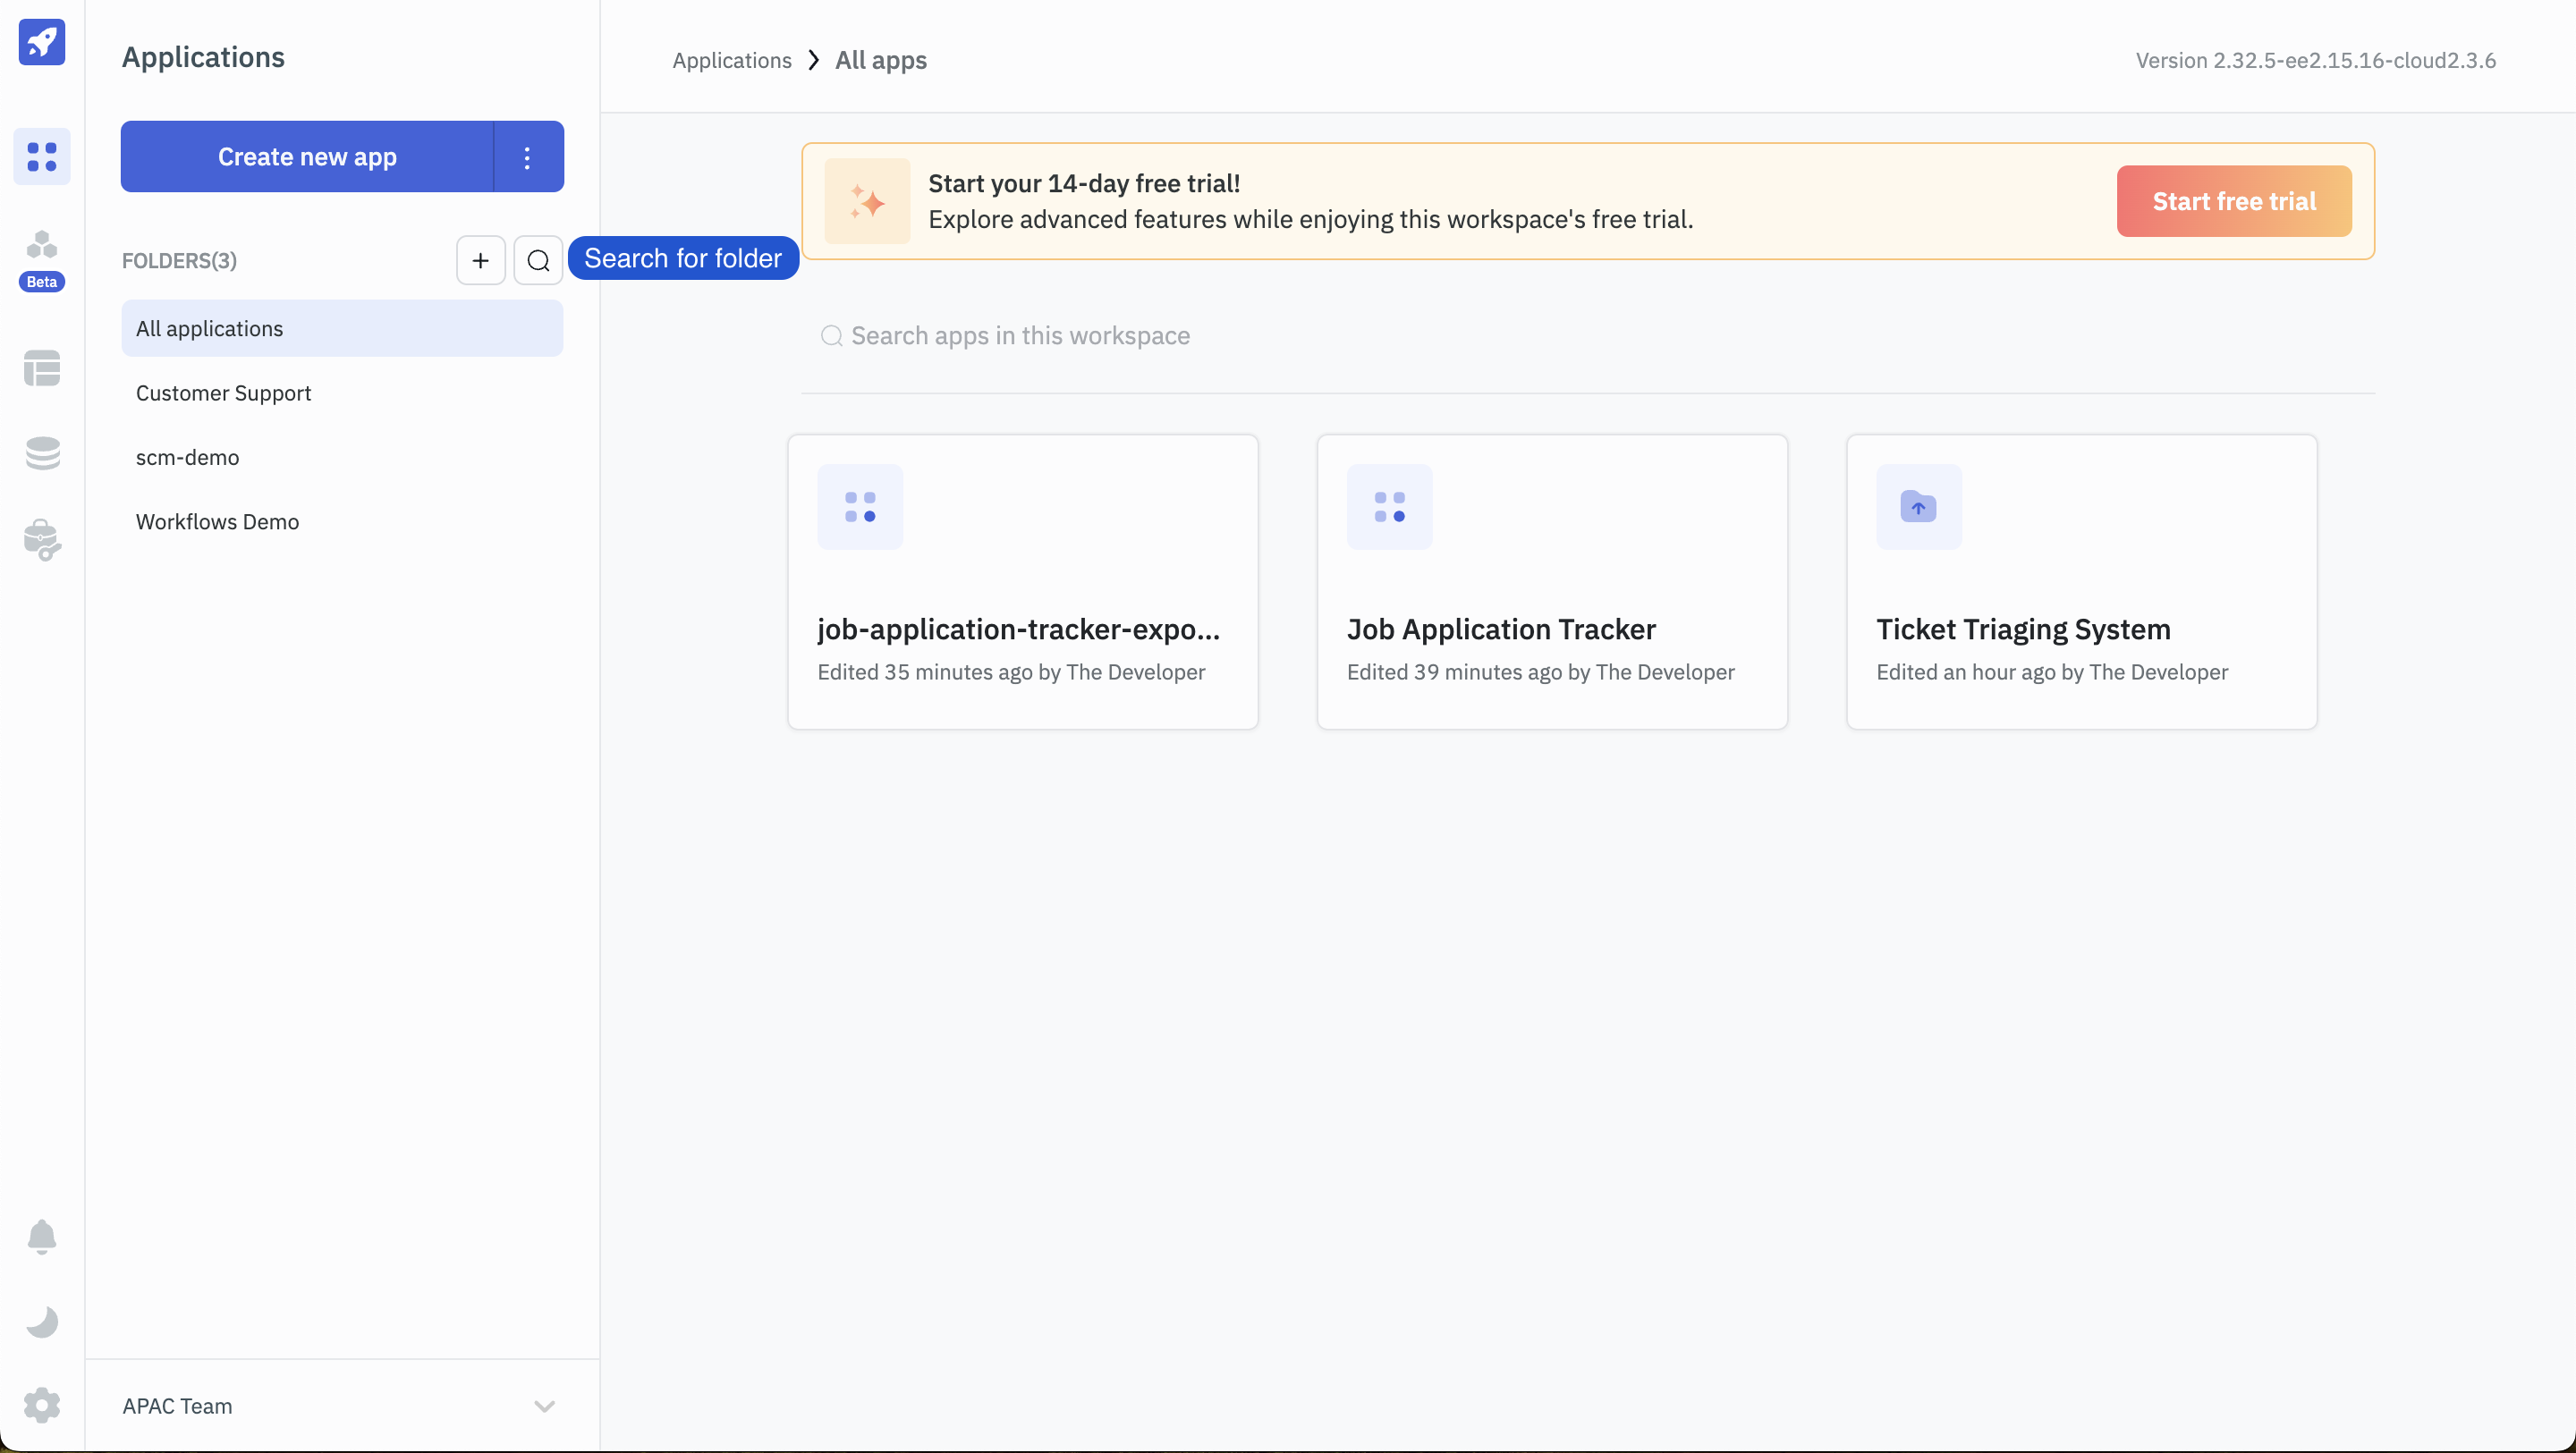 Applications
Create new app
FOLDERS(3)
Search for folder
All applications
Customer Support
scm-demo
Workflows Demo
Beta
APAC Team
Applications
All apps
Version 2.32.5-ee2.15.16-cloud2.3.6
Start your 14-day free trial!
Explore advanced features while enjoying this workspace's free trial.
Start free trial
Search apps in this workspace
job-application-tracker-expo...
Edited 35 minutes ago by The Developer
Job Application Tracker
Edited 39 minutes ago by The Developer
Ticket Triaging System
Edited an hour ago by The Developer